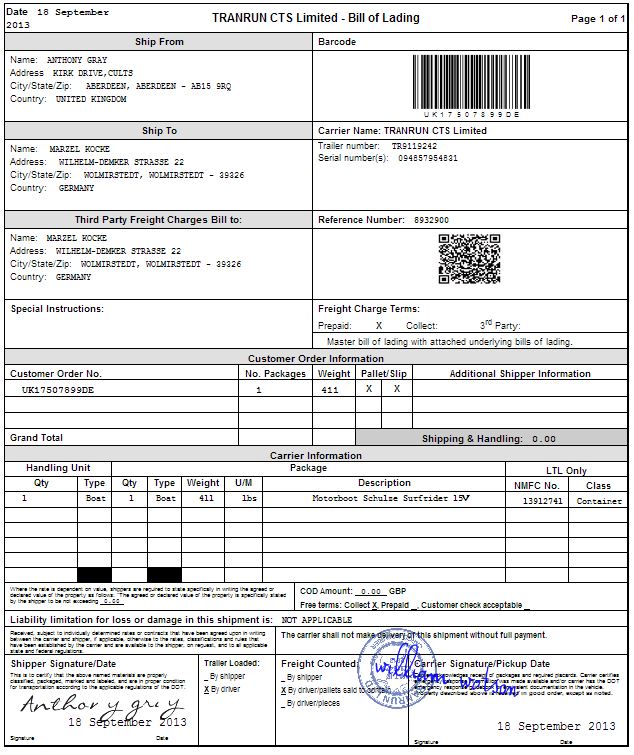 Date 18 September
2013
TRANRUN CTS Limited - Bill of Lading
Page 1 of 1
Ship From
Barcode
Name: ANTHONY GRAY
Address KIRK DRIVE,CULTS
City/State/Zip: ABERDEEN, ABERDEEN - AB15 9RQ
Country: UNITED KINGDOM
UK17507899DE
Ship To
Carrier Name: TRANRUN CTS Limited
Name: MARZEL KOCKE
Address: WILHELM-DEMKER STRASSE 22
City/State/Zip: WOLMIRSTEDT, WOLMIRSTEDT - 39326
Country: GERMANY
Trailer number: TR9119242
Serial number(s): 094857954831
Third Party Freight Charges Bill to:
Reference Number: 8932900
Name: MARZEL KOCKE
Address: WILHELM-DEMKER STRASSE 22
City/State/Zip: WOLMIRSTEDT, WOLMIRSTEDT - 39326
Country: GERMANY
Special Instructions:
Freight Charge Terms:
Prepaid: X Collect: 3rd Party:
Master bill of lading with attached underlying bills of lading.
Customer Order Information
Customer Order No. No. Packages Weight Pallet/Slip Additional Shipper Information
UK17507899DE 1 411 X X
Grand Total
Shipping & Handling: 0.00
Carrier Information
Handling Unit Package LTL Only
Qty Type Qty Type Weight U/M Description NMFC No. Class
1 Boat 1 Boat 411 lbs Motorboot Schulze Surfrider 15V 13912741 Container
Where the rate is dependent on value, shippers are required to state specifically in writing the agreed or
declared value of the property as follows: "The agreed or declared value of the property is specifically stated
by the shipper to be not exceeding 0.00
COD Amount: 0.00 GBP
Free terms: Collect X, Prepaid _, Customer check acceptable _
Liability limitation for loss or damage in this shipment is: NOT APPLICABLE
Received, subject to individually determined rates or contracts that have been agreed upon in writing
between the carrier and shipper, if applicable, otherwise to the rates, classifications and rules that
have been established by the carrier and are available to the shipper, on request, and to all applicable
state and federal regulations.
The carrier shall not make delivery of this shipment without full payment.
Shipper Signature/Date
This is to certify that the above named materials are properly
classified, packaged, marked and labeled, and are in proper condition
for transportation according to the applicable regulations of the DOT.
Anthony gray
18 September 2013
Signature Date
Trailer Loaded:
_ By shipper
X By driver
Freight Counted
_ By shipper
X By driver/pallets said to contain
_ By driver/pieces
Carrier Signature/Pickup Date
Carrier acknowledges receipt of packages and required placards. Carrier certifies
emergency response information was made available and/or carrier has the DOT
emergency response guidebook or equivalent documentation in the vehicle.
Property described above is received in good order, except as noted.
william watson
18 September 2013
Signature Date